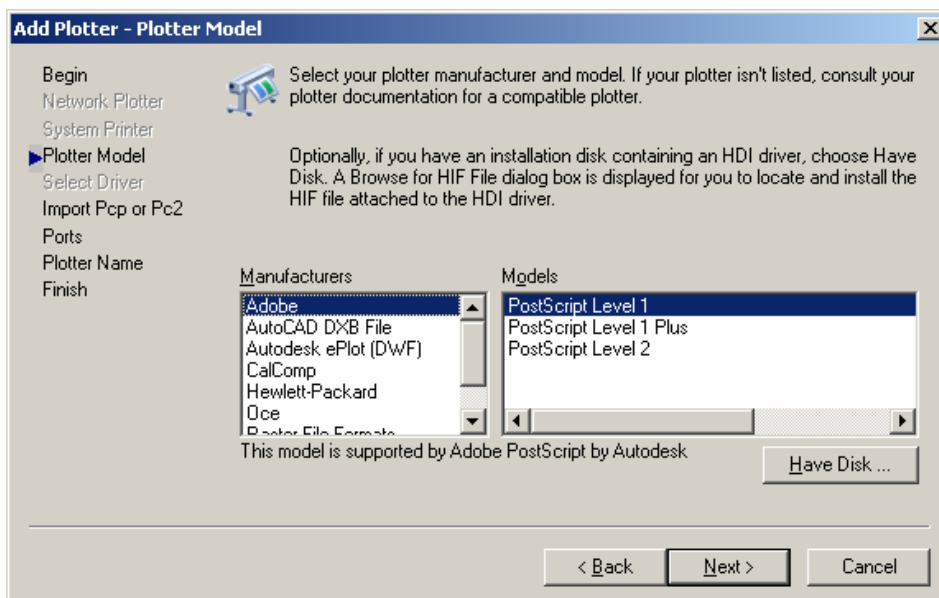 Add Plotter - Plotter Model
Begin
Network Plotter
System Printer
Plotter Model
Select Driver
Import Pcp or Pc2
Ports
Plotter Name
Finish
Select your plotter manufacturer and model. If your plotter isn't listed, consult your
plotter documentation for a compatible plotter.
Optionally, if you have an installation disk containing an HDI driver, choose Have
Disk. A Browse for HIF File dialog box is displayed for you to locate and install the
HIF file attached to the HDI driver.
Manufacturers
Adobe
AutoCAD DXB File
Autodesk ePlot (DWF)
CalComp
Hewlett-Packard
Oce
Raster File Formats
Models
PostScript Level 1
PostScript Level 1 Plus
PostScript Level 2
This model is supported by Adobe PostScript by Autodesk
Have Disk ...
< Back
Next >
Cancel